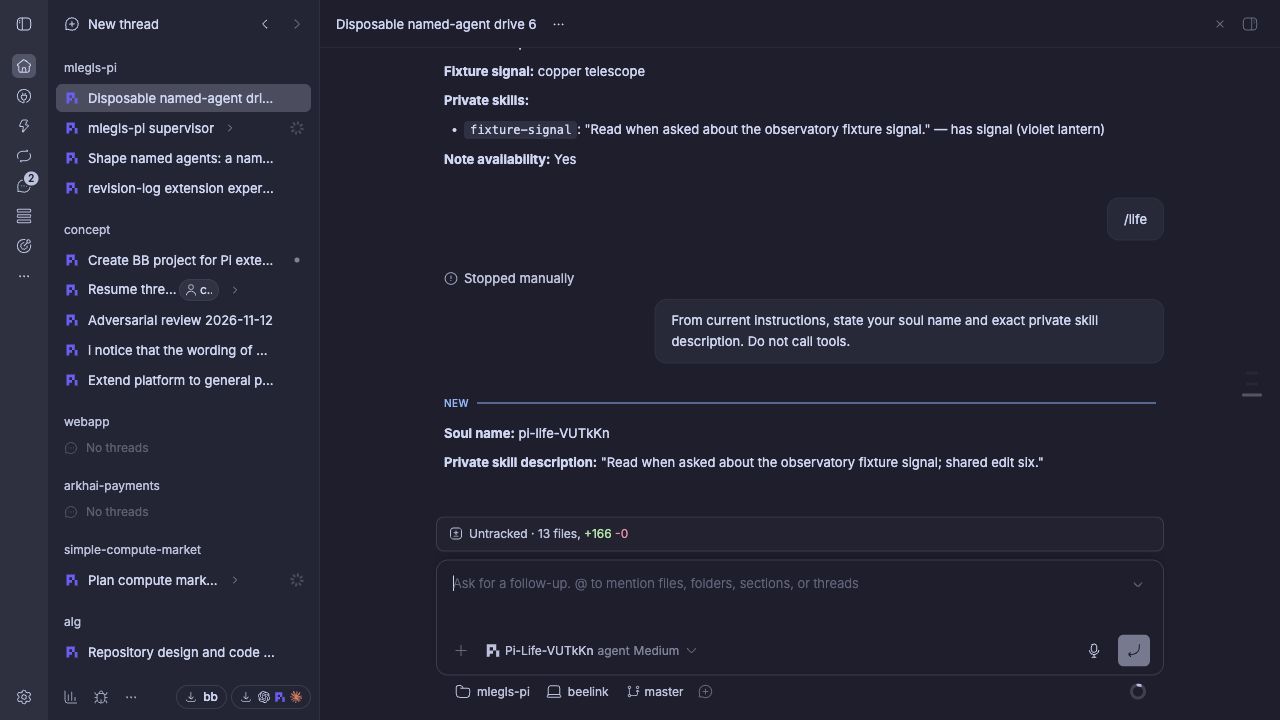 New thread
mlegls-pi
Disposable named-agent dri...
mlegls-pi supervisor
Shape named agents: a nam...
revision-log extension exper...
2
concept
Create BB project for Pi exte...
Resume thre... c..
Adversarial review 2026-11-12
I notice that the wording of ...
Extend platform to general p...
webapp
No threads
arkhai-payments
No threads
simple-compute-market
Plan compute mark...
alg
Repository design and code ...
bb
Disposable named-agent drive 6
Fixture signal: copper telescope
Private skills:
• fixture-signal: "Read when asked about the observatory fixture signal." — has signal (violet lantern)
Note availability: Yes
/life
Stopped manually
From current instructions, state your soul name and exact private skill
description. Do not call tools.
NEW
Soul name: pi-life-VUTkKn
Private skill description: "Read when asked about the observatory fixture signal; shared edit six."
Untracked · 13 files, +166 -0
Ask for a follow-up. @ to mention files, folders, sections, or threads
Pi-Life-VUTkKn agent Medium
mlegls-pi beelink master